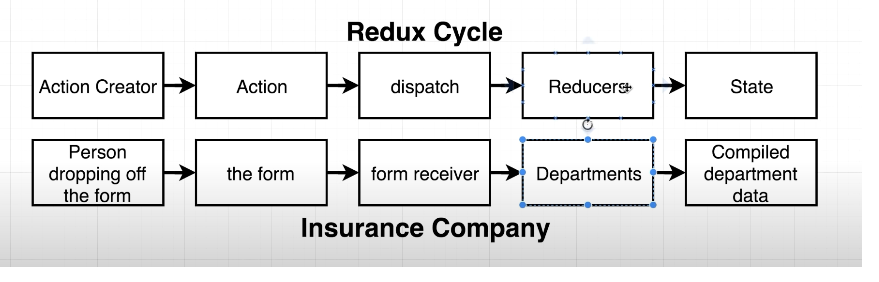 Redux Cycle
Action Creator
Action
dispatch
Reducers
State
Person
dropping off
the form
the form
form receiver
Departments
Compiled
department
data
Insurance Company